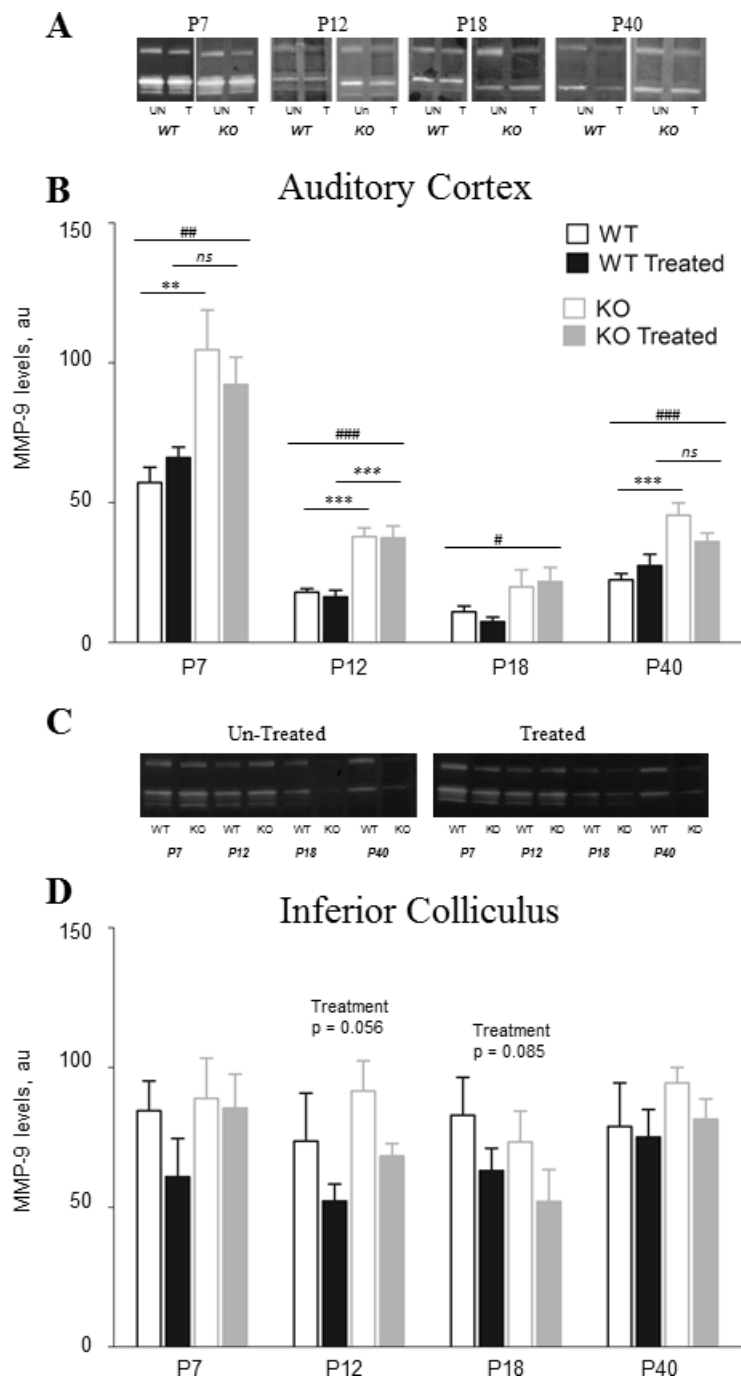 A
P7 P12 P18 P40
UN T UN T UN T Un T UN T UN T UN T UN T
WT KO WT KO WT KO WT KO
B
Auditory Cortex
150
100
50
0
MMP-9 levels, au
WT
WT Treated
KO
KO Treated
##
ns
**
###
***
***
#
###
ns
***
P7 P12 P18 P40
C
Un-Treated Treated
WT KO WT KO WT KO WT KO WT KO WT KO WT KO WT KO
P7 P12 P18 P40 P7 P12 P18 P40
D
Inferior Colliculus
150
100
50
0
MMP-9 levels, au
Treatment
p = 0.056
Treatment
p = 0.085
P7 P12 P18 P40